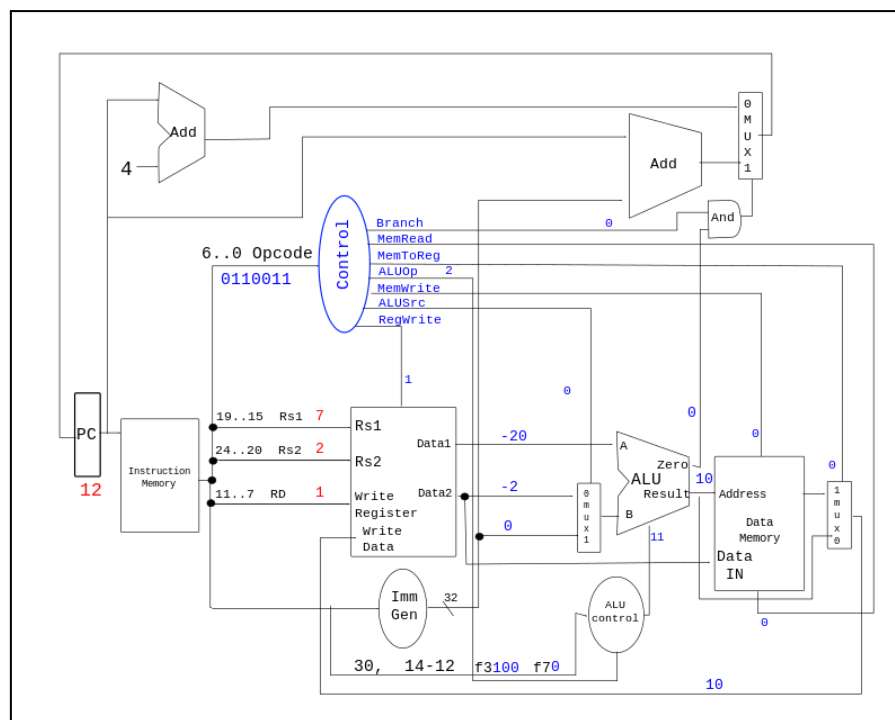 0
M
U
X
1
Add
4
Add
And
Branch
0
MemRead
6..0 Opcode
MemToReg
0110011
Control
ALUOp 2
MemWrite
ALUSrc
RegWrite
1
0
0
0
0
PC
12
Instruction
Memory
19..15 Rs1 7
24..20 Rs2 2
11..7 RD 1
Rs1
Rs2
Write
Register
Write
Data
Data1
Data2
-20
-2
0
0
m
u
x
1
A
B
ALU
Zero
Result
10
11
Address
Data
Memory
Data
IN
1
m
u
x
0
0
Imm
Gen
32
ALU
control
30, 14-12 f3100 f70
10